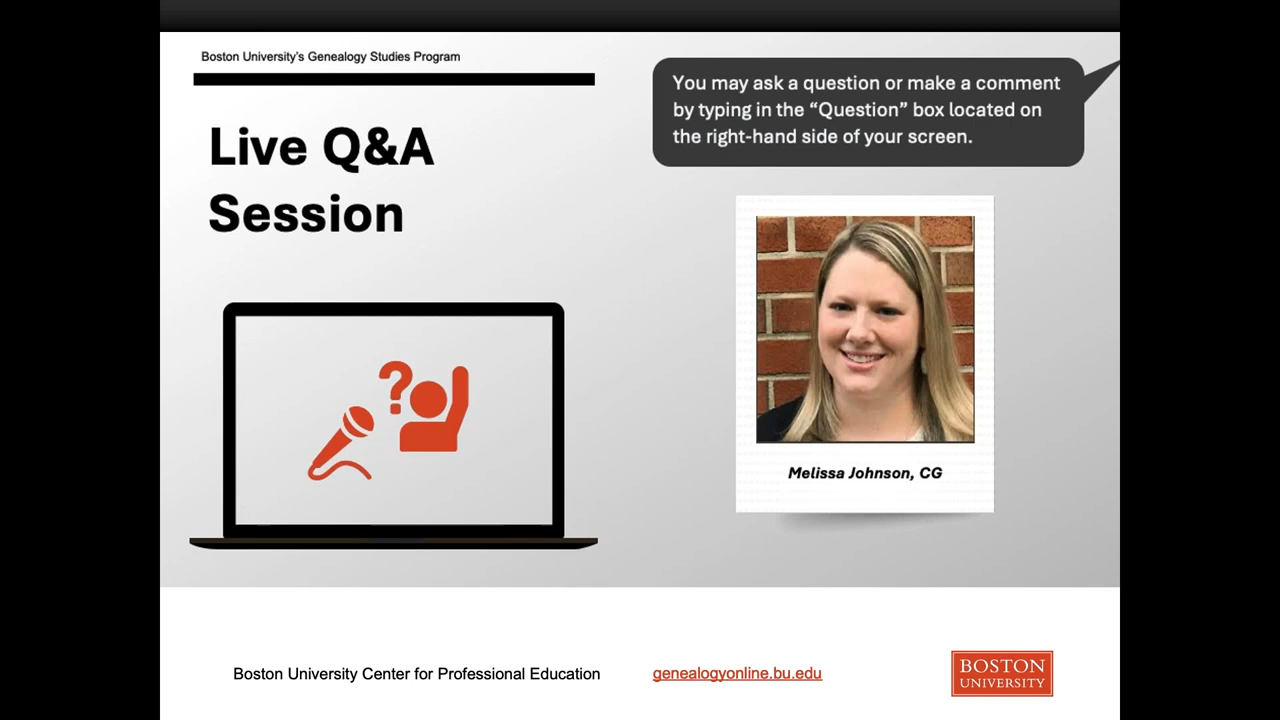 Boston University's Genealogy Studies Program
Live Q&A
Session
You may ask a question or make a comment
by typing in the “Question” box located on
the right-hand side of your screen.
?
Melissa Johnson, CG
Boston University Center for Professional Education
genealogyonline.bu.edu
BOSTON
UNIVERSITY